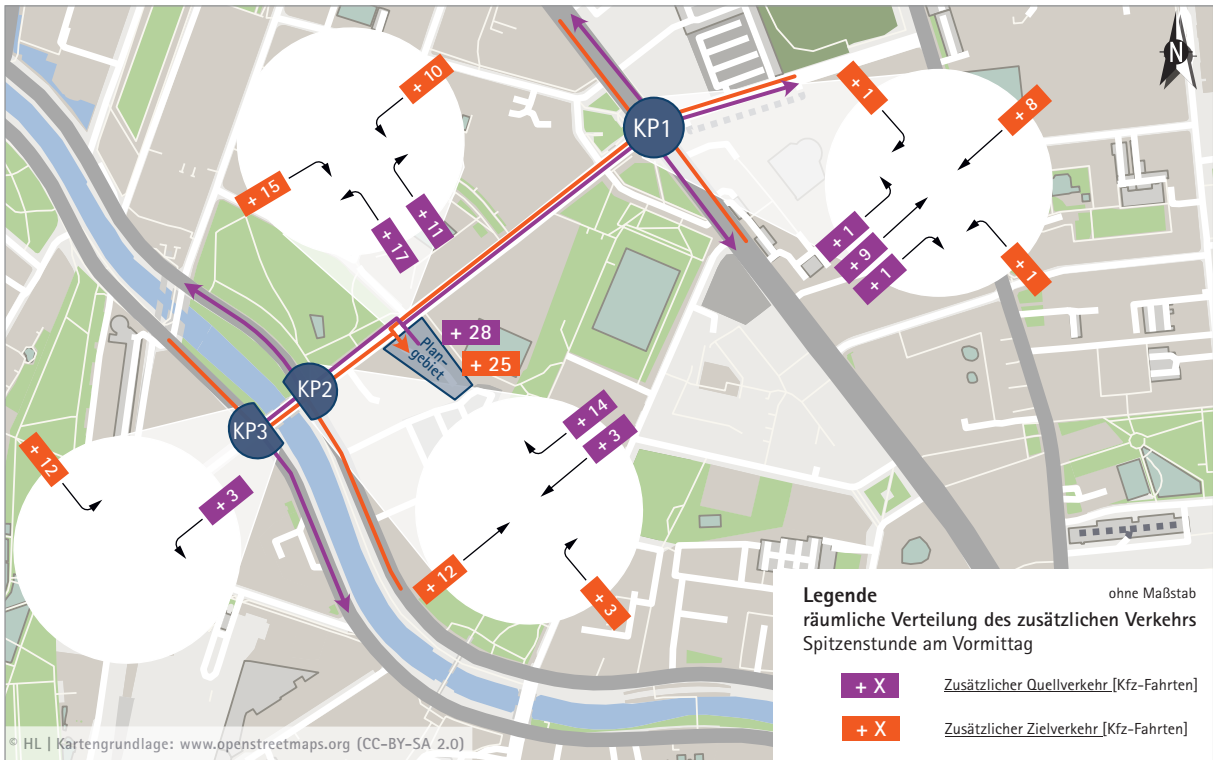 N
KP1
+ 10
+ 1
+ 8
+ 15
+ 11
+ 17
+ 1
+ 9
+ 1
+ 1
+ 28
Plan-
gebiet
+ 25
KP2
KP3
+ 14
+ 3
+ 12
+ 3
+ 12
+ 3
Legende
ohne Maßstab
räumliche Verteilung des zusätzlichen Verkehrs
Spitzenstunde am Vormittag
+ X
Zusätzlicher Quellverkehr [Kfz-Fahrten]
+ X
Zusätzlicher Zielverkehr [Kfz-Fahrten]
© HL | Kartengrundlage: www.openstreetmaps.org (CC-BY-SA 2.0)